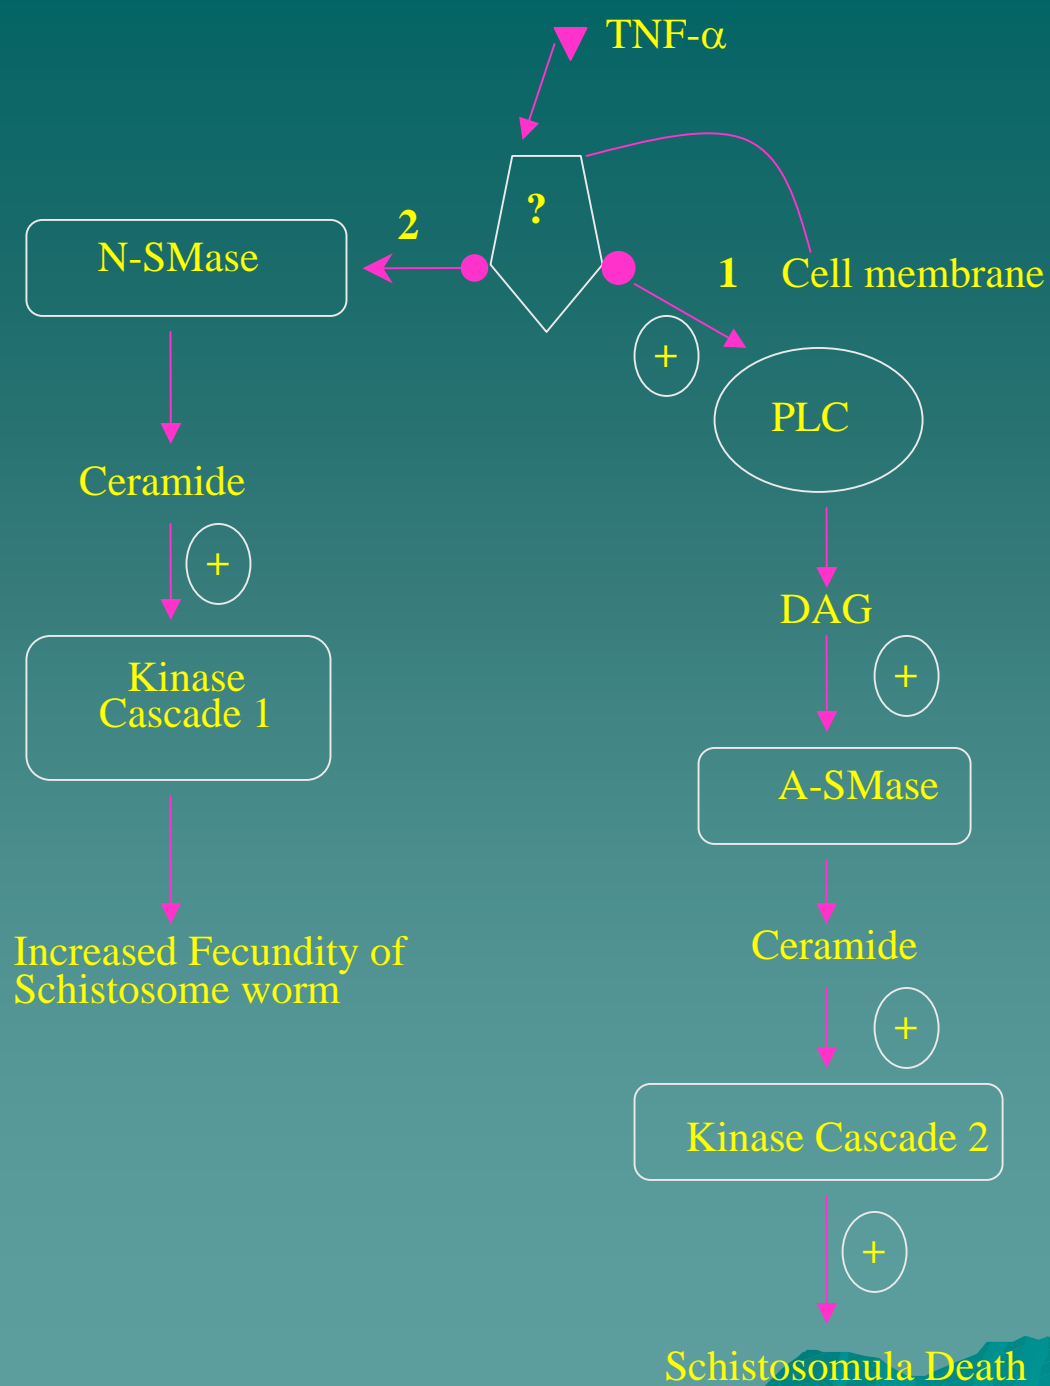 TNF-α
?
2
N-SMase
1
Cell membrane
+
PLC
Ceramide
+
DAG
+
Kinase
Cascade 1
A-SMase
Increased Fecundity of
Schistosome worm
Ceramide
+
Kinase Cascade 2
+
Schistosomula Death